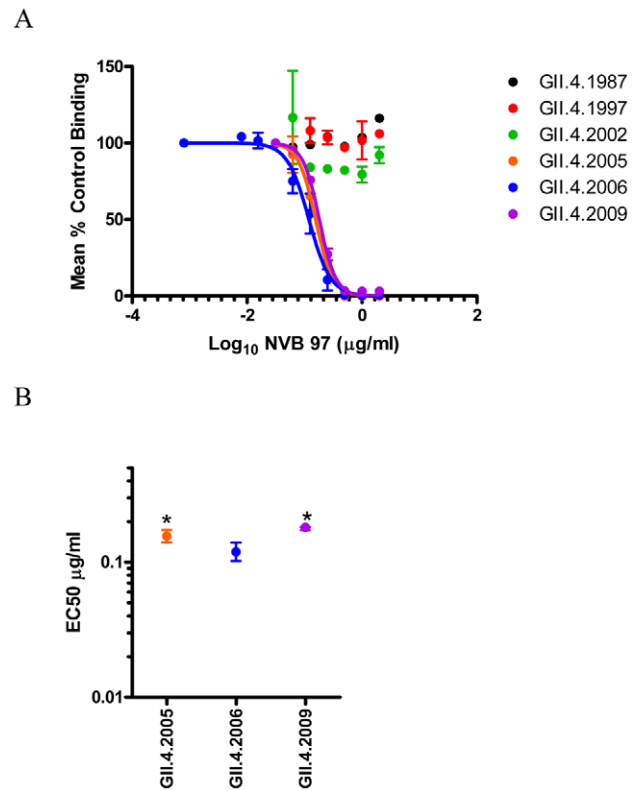 A
Mean % Control Binding
150
100
50
0
-4
-2
0
2
Log₁₀ NVB 97 (µg/ml)
GII.4.1987
GII.4.1997
GII.4.2002
GII.4.2005
GII.4.2006
GII.4.2009
B
EC50 µg/ml
0.1
0.01
*
*
GII.4.2005
GII.4.2006
GII.4.2009